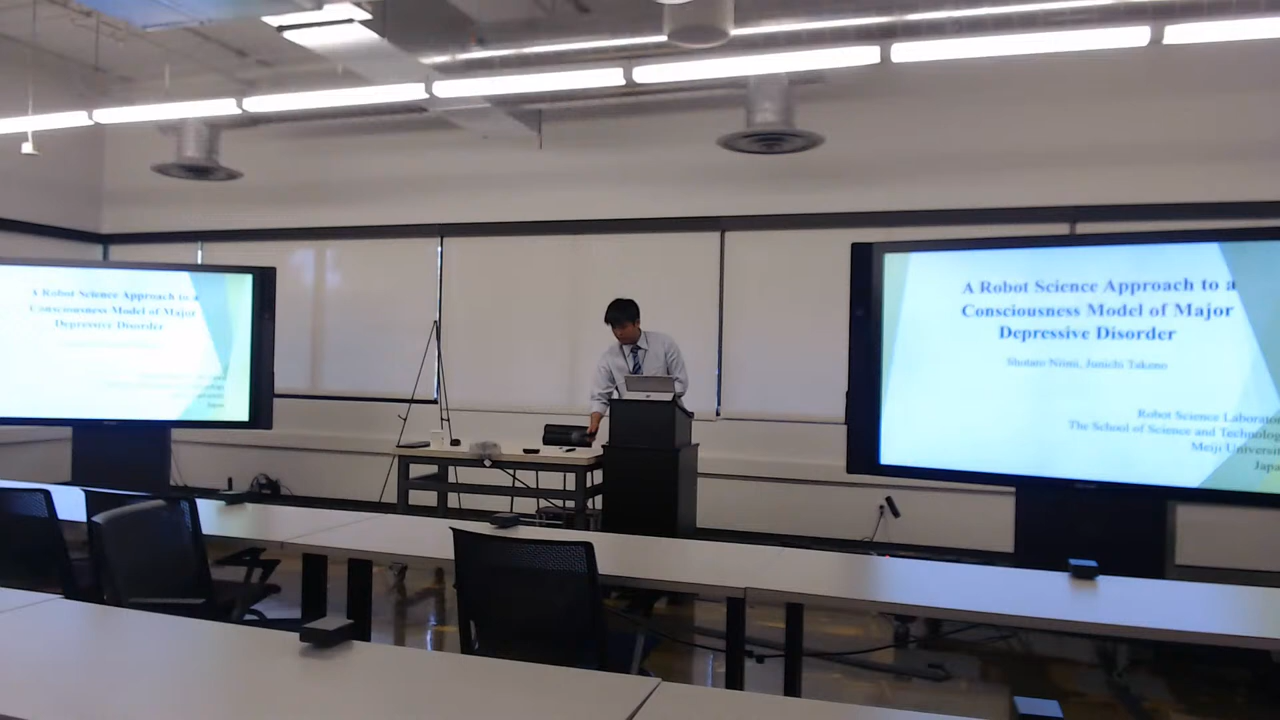 A Robot Science Approach to a
Consciousness Model of Major
Depressive Disorder
A Robot Science Approach to a
Consciousness Model of Major
Depressive Disorder
Shotaro Niimi, Junichi Takeno
Robot Science Laborator
The School of Science and Technolog
Meiji Universit
Japa